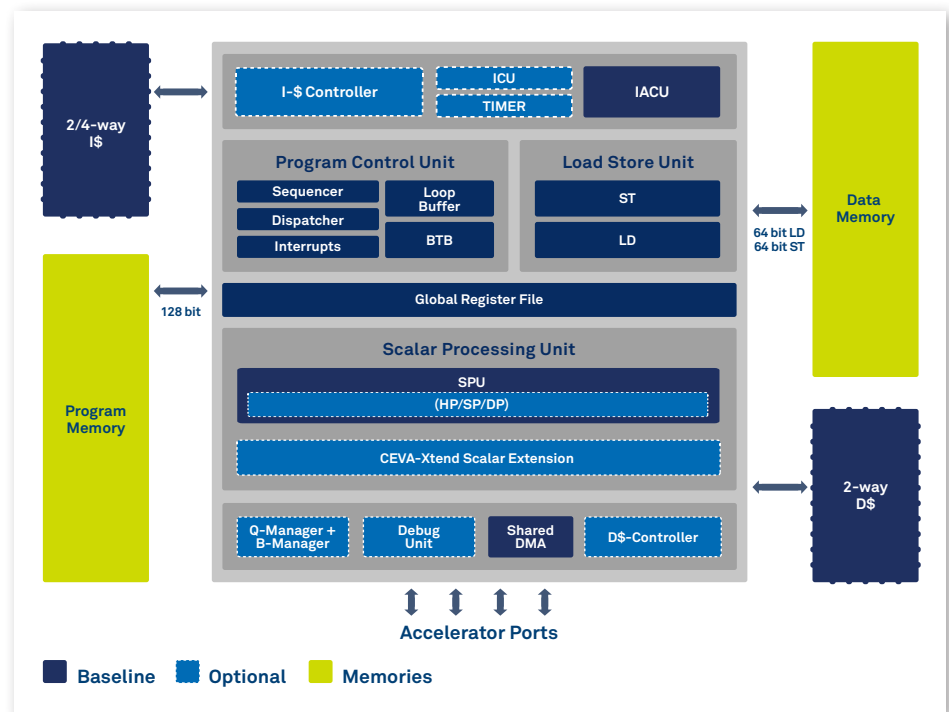 2/4-way
I$
I-$ Controller
ICU
TIMER
IACU
Program Control Unit
Sequencer
Dispatcher
Interrupts
Loop
Buffer
BTB
Load Store Unit
ST
LD
Data
Memory
64 bit LD
64 bit ST
Global Register File
128 bit
Program
Memory
Scalar Processing Unit
SPU
(HP/SP/DP)
CEVA-Xtend Scalar Extension
2-way
D$
Q-Manager +
B-Manager
Debug
Unit
Shared
DMA
D$-Controller
Accelerator Ports
Baseline
Optional
Memories